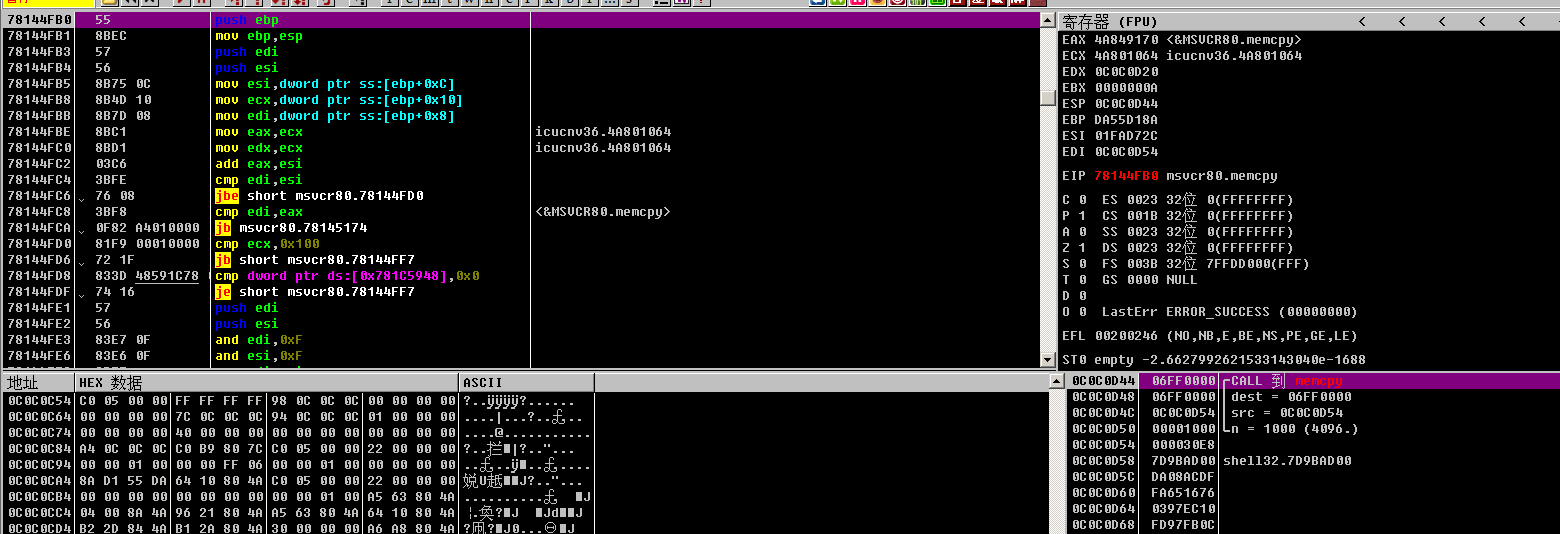 78144FB0 55 push ebp
78144FB1 8BEC mov ebp,esp
78144FB3 57 push edi
78144FB4 56 push esi
78144FB5 8B75 0C mov esi,dword ptr ss:[ebp+0xC]
78144FB8 8B4D 10 mov ecx,dword ptr ss:[ebp+0x10]
78144FBB 8B7D 08 mov edi,dword ptr ss:[ebp+0x8]
78144FBE 8BC1 mov eax,ecx icucnv36.4A801064
78144FC0 8BD1 mov edx,ecx icucnv36.4A801064
78144FC2 03C6 add eax,esi
78144FC4 3BFE cmp edi,esi
78144FC6 76 08 jbe short msvcr80.78144FD0
78144FC8 3BF8 cmp edi,eax <&MSVCR80.memcpy>
78144FCA 0F82 A4010000 jb msvcr80.78145174
78144FD0 81F9 00010000 cmp ecx,0x100
78144FD6 72 1F jb short msvcr80.78144FF7
78144FD8 833D 48591C78 cmp dword ptr ds:[0x781C5948],0x0
78144FDF 74 16 je short msvcr80.78144FF7
78144FE1 57 push edi
78144FE2 56 push esi
78144FE3 83E7 0F and edi,0xF
78144FE6 83E6 0F and esi,0xF
寄存器 (FPU) < < < < <
EAX 4A849170 <&MSVCR80.memcpy>
ECX 4A801064 icucnv36.4A801064
EDX 0C0C0D20
EBX 0000000A
ESP 0C0C0D44
EBP DA55D18A
ESI 01FAD72C
EDI 0C0C0D54
EIP 78144FB0 msvcr80.memcpy
C 0 ES 0023 32位 0(FFFFFFFF)
P 1 CS 001B 32位 0(FFFFFFFF)
A 0 SS 0023 32位 0(FFFFFFFF)
Z 1 DS 0023 32位 0(FFFFFFFF)
S 0 FS 003B 32位 7FFDD000(FFF)
T 0 GS 0000 NULL
D 0
O 0 LastErr ERROR_SUCCESS (00000000)
EFL 00200246 (NO,NB,E,BE,NS,PE,GE,LE)
ST0 empty -2.6627992621533143040e-1688
地址 HEX 数据 ASCII
0C0C0C54 C0 05 00 00 FF FF FF FF 98 0C 0C 0C 00 00 00 00 ?..ÿÿÿÿ?......
0C0C0C64 00 00 00 00 7C 0C 0C 0C 94 0C 0C 0C 01 00 00 00
0C0C0C74 00 00 00 00 40 00 00 00 00 00 00 00 00 00 00 00 ....@...........
0C0C0C84 A4 0C 0C 0C C0 B9 80 7C C0 05 00 00 22 00 00 00
0C0C0C94 00 00 01 00 00 00 FF 06 00 00 01 00 00 00 00 00
0C0C0CA4 8A D1 55 DA 64 10 80 4A C0 05 00 00 22 00 00 00
0C0C0CB4 00 00 00 00 00 00 00 00 00 00 01 00 A5 63 80 4A
0C0C0CC4 04 00 8A 4A 96 21 80 4A A5 63 80 4A 64 10 80 4A
0C0C0CD4 B2 2D 84 4A B1 2A 80 4A 30 00 00 00 A6 A8 80 4A
0C0C0D44 06FF0000 CALL 到 memcpy
0C0C0D48 06FF0000 dest = 06FF0000
0C0C0D4C 0C0C0D54 src = 0C0C0D54
0C0C0D50 00001000 n = 1000 (4096.)
0C0C0D54 000030E8
0C0C0D58 7D9BAD00 shell32.7D9BAD00
0C0C0D5C DA08ACDF
0C0C0D60 FA651676
0C0C0D64 0397EC10
0C0C0D68 FD97FB0C